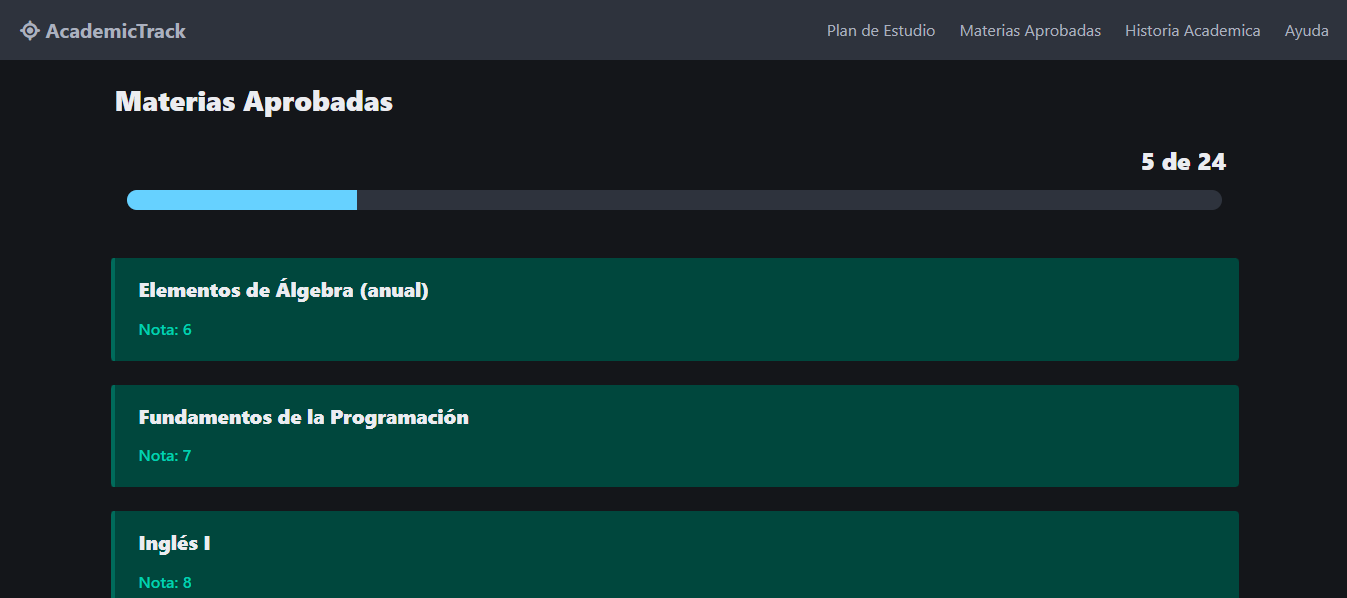 AcademicTrack
Plan de Estudio
Materias Aprobadas
Historia Academica
Ayuda
Materias Aprobadas
5 de 24
Elementos de Álgebra (anual)
Nota: 6
Fundamentos de la Programación
Nota: 7
Inglés I
Nota: 8